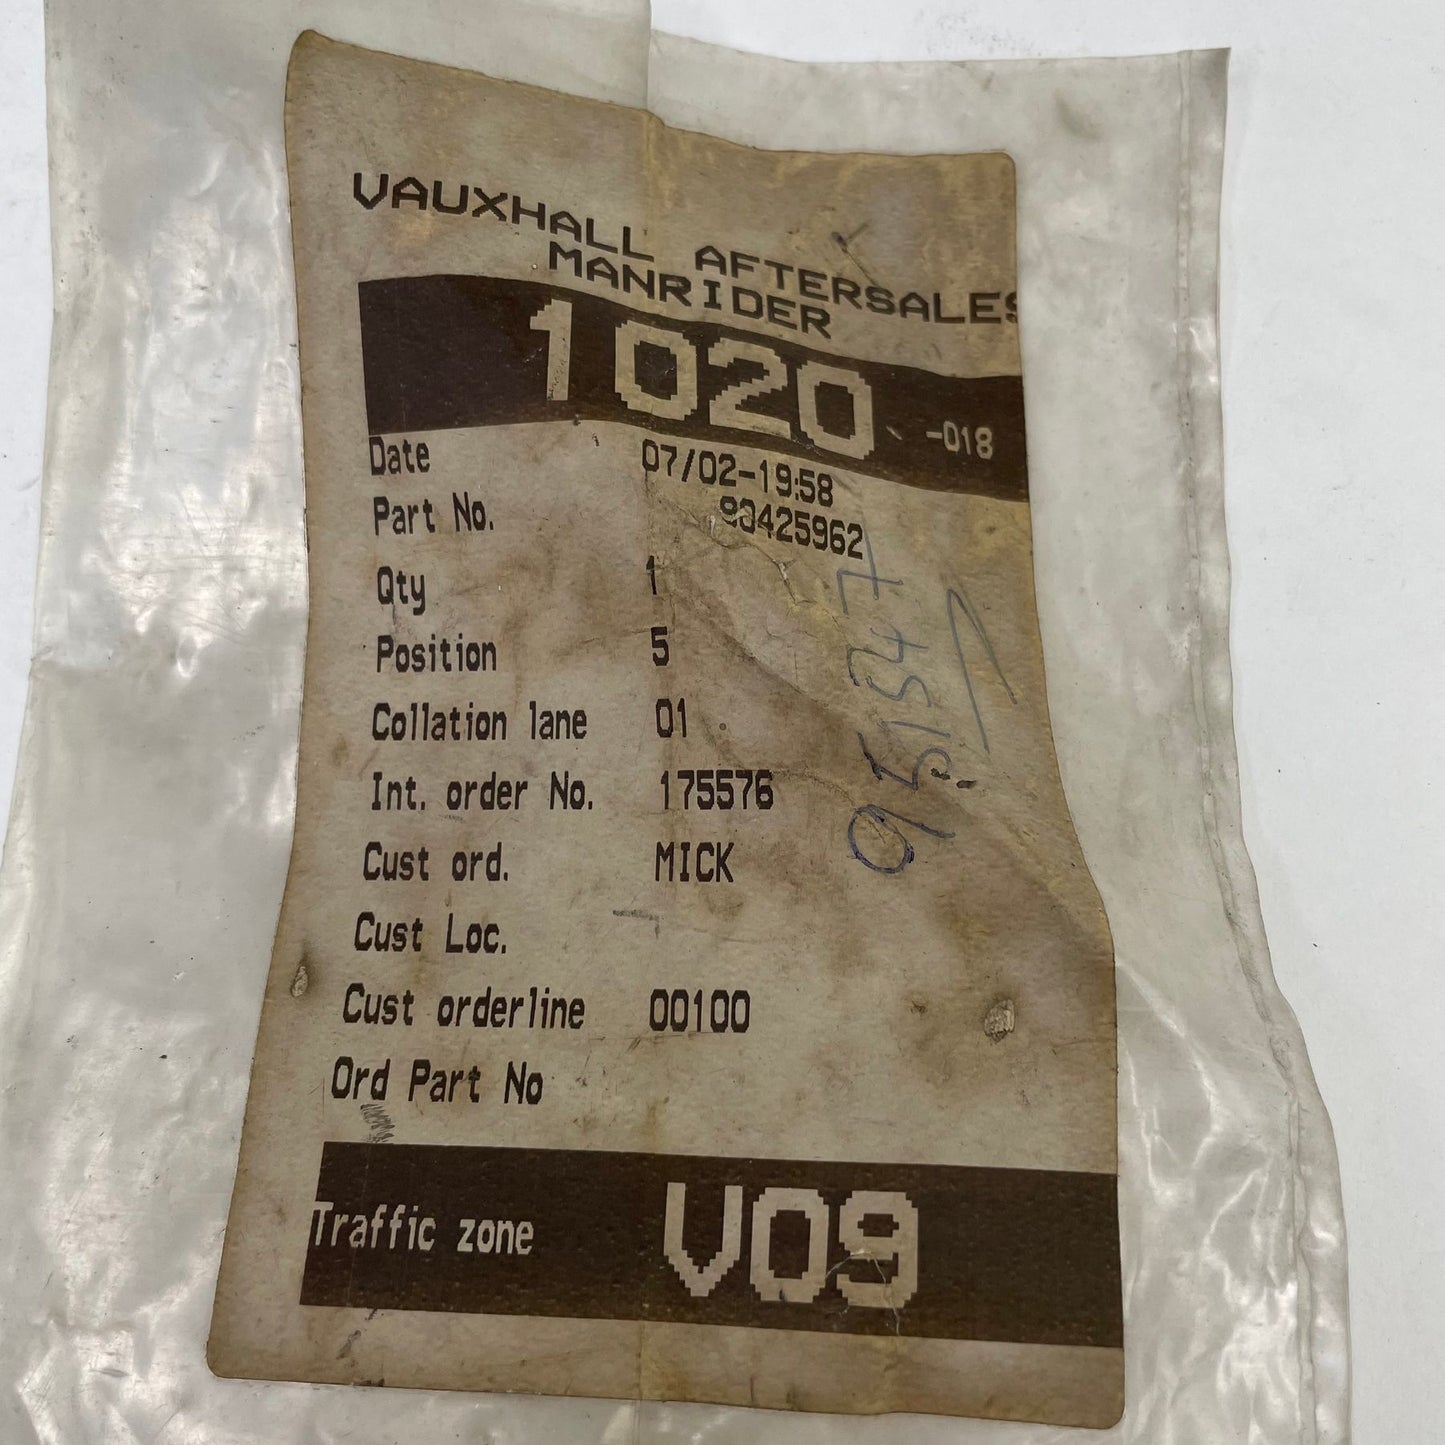 VAUXHALL AFTERSALES
MANRIDER
1020 -018
Date 07/02-19:58
Part No. 93425962
Qty 1
Position 5
Collation lane 01
Int. order No. 175576
Cust ord. MICK
Cust Loc.
Cust orderline 00100
Ord Part No
Traffic zone V09